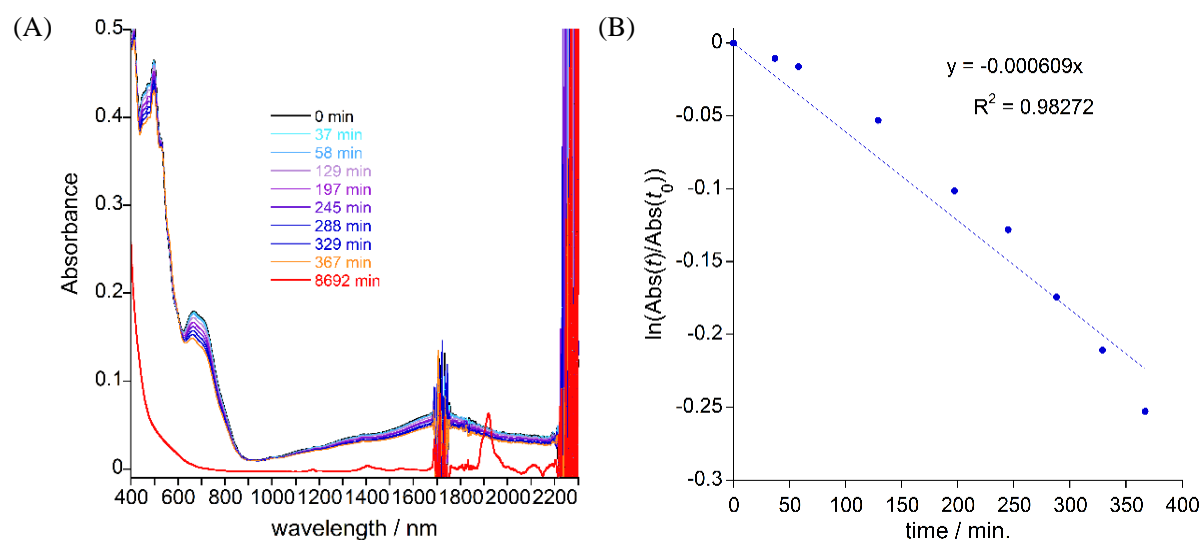 (A)
0.5
0.4
0.3
0.2
0.1
0
Absorbance
0 min
37 min
58 min
129 min
197 min
245 min
288 min
329 min
367 min
8692 min
400 600 800 1000 1200 1400 1600 1800 2000 2200
wavelength / nm
(B)
0
-0.05
-0.1
-0.15
-0.2
-0.25
-0.3
ln(Abs(t)/Abs(t₀))
y = -0.000609x
R² = 0.98272
0 50 100 150 200 250 300 350 400
time / min.